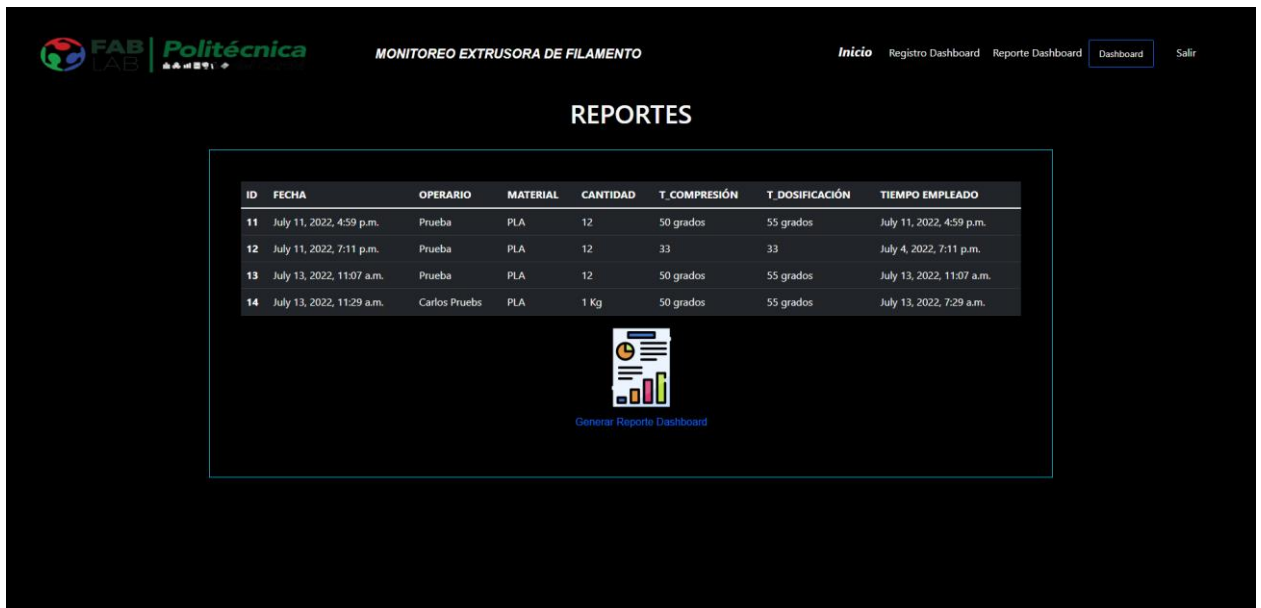 FAB LAB Politécnica MONITOREO EXTRUSORA DE FILAMENTO Inicio Registro Dashboard Reporte Dashboard Dashboard Salir
REPORTES
ID FECHA OPERARIO MATERIAL CANTIDAD T_COMPRESIÓN T_DOSIFICACIÓN TIEMPO EMPLEADO
11 July 11, 2022, 4:59 p.m. Prueba PLA 12 50 grados 55 grados July 11, 2022, 4:59 p.m.
12 July 11, 2022, 7:11 p.m. Prueba PLA 12 33 33 July 4, 2022, 7:11 p.m.
13 July 13, 2022, 11:07 a.m. Prueba PLA 12 50 grados 55 grados July 13, 2022, 11:07 a.m.
14 July 13, 2022, 11:29 a.m. Carlos Pruebs PLA 1 Kg 50 grados 55 grados July 13, 2022, 7:29 a.m.
Generar Reporte Dashboard